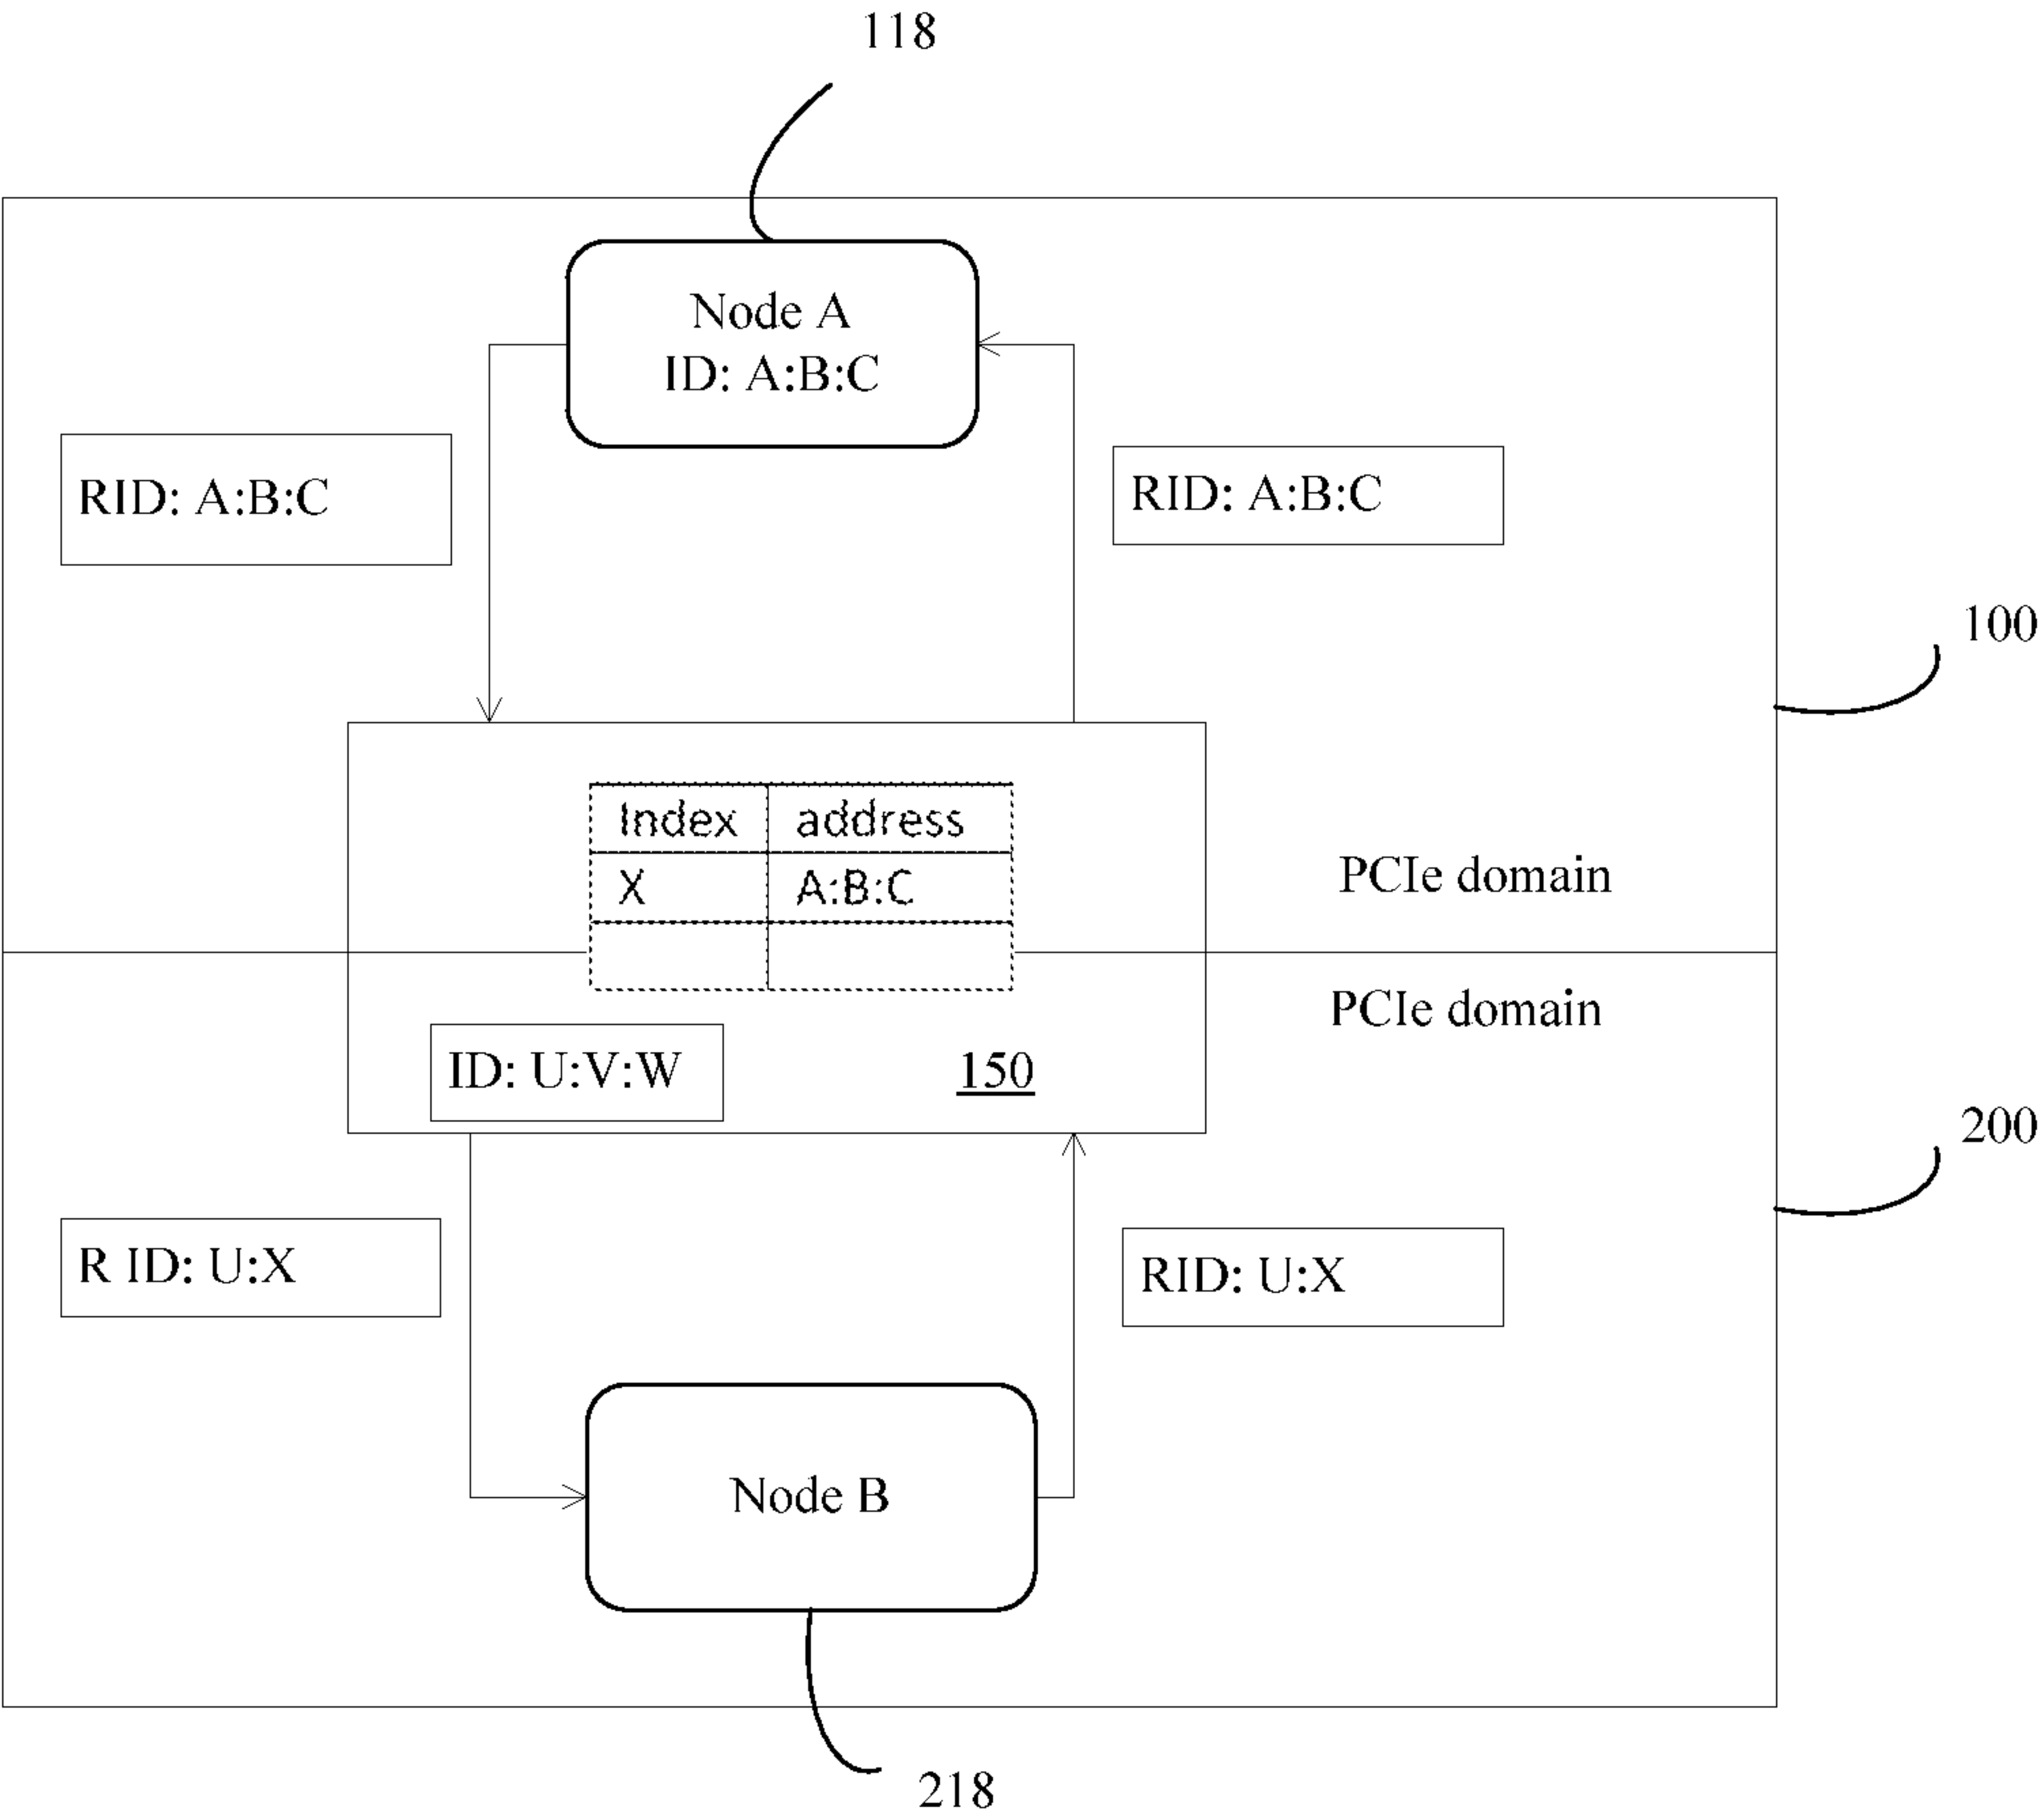 118
Node A
ID: A:B:C
RID: A:B:C
RID: A:B:C
100
Index address
X A:B:C
PCIe domain
PCIe domain
ID: U:V:W
150
200
R ID: U:X
RID: U:X
Node B
218